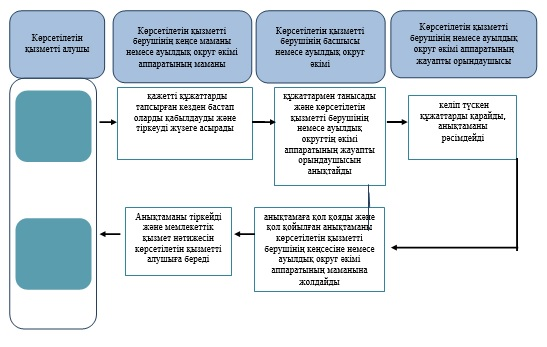 Көрсетілетін
қызметті алушы
Көрсетілетін қызметті
берушінің кеңсе маманы
немесе ауылдық округ әкімі
аппаратының маманы
Көрсетілетін қызметті
берушінің басшысы
немесе ауылдық округ
әкімі
Көрсетілетін қызметті
берушінің немесе ауылдық
округ әкімі аппаратының
жауапты орындаушысы
қажетті құжаттарды
тапсырған кезден бастап
оларды қабылдауды және
тіркеуді жүзеге асырады
құжаттармен танысады
және көрсетілетін
қызметті берушінің
немесе ауылдық
округтің әкімі
аппаратының жауапты
орындаушысын
анықтайды
келіп түскен
құжаттарды қарайды,
анықтаманы
рәсімдейді
Анықтаманы тіркейді
және мемлекеттік
қызмет нәтижесін
көрсетілетін қызметті
алушыға береді
анықтамаға қол қояды және
қол қойылған анықтаманы
көрсетілетін қызметті
берушінің кеңсесіне немесе
ауылдық округ әкімі
аппаратының маманына
жолдайды